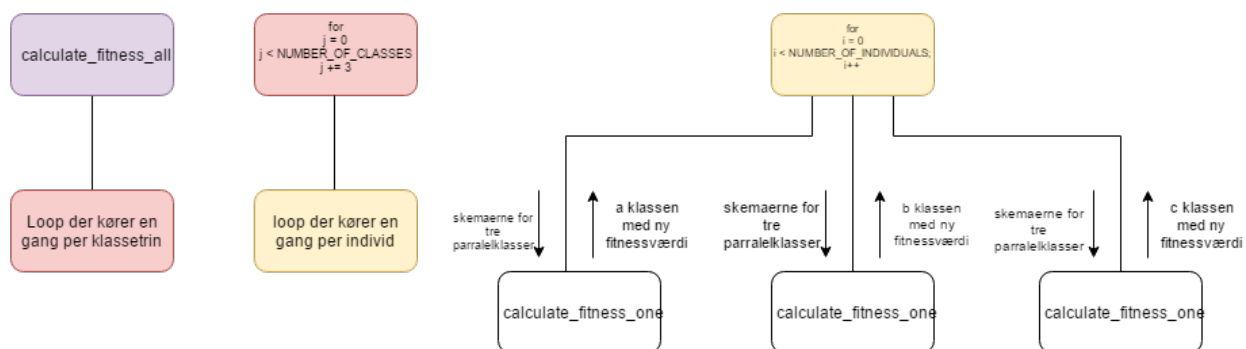 calculate_fitness_all
for
j = 0
j < NUMBER_OF_CLASSES
j += 3
for
i = 0
i < NUMBER_OF_INDIVIDUALS;
i++
Loop der kører en
gang per klassetrin
loop der kører en
gang per individ
skemaerne for
tre
parralelklasser
a klassen
med ny
fitnessværdi
skemaerne for
tre
parralelklasser
b klassen
med ny
fitnessværdi
skemaerne for
tre
parralelklasser
c klassen
med ny
fitnessværdi
calculate_fitness_one
calculate_fitness_one
calculate_fitness_one